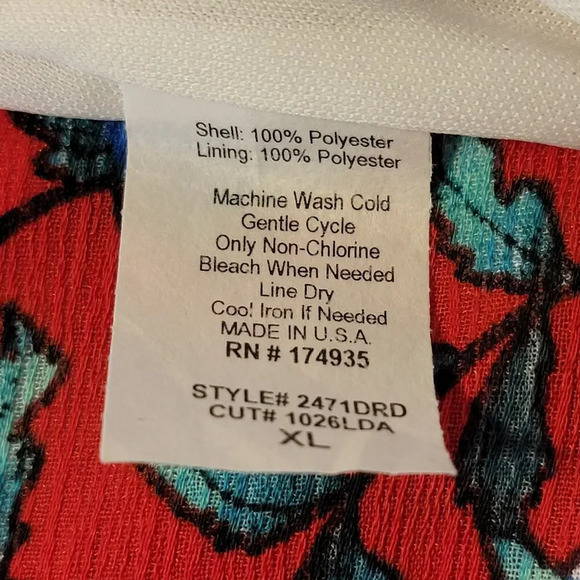 Shell: 100% Polyester
Lining: 100% Polyester
Machine Wash Cold
Gentle Cycle
Only Non-Chlorine
Bleach When Needed
Line Dry
Cool Iron If Needed
MADE IN U.S.A.
RN # 174935
STYLE# 2471DRD
CUT# 1026LDA
XL